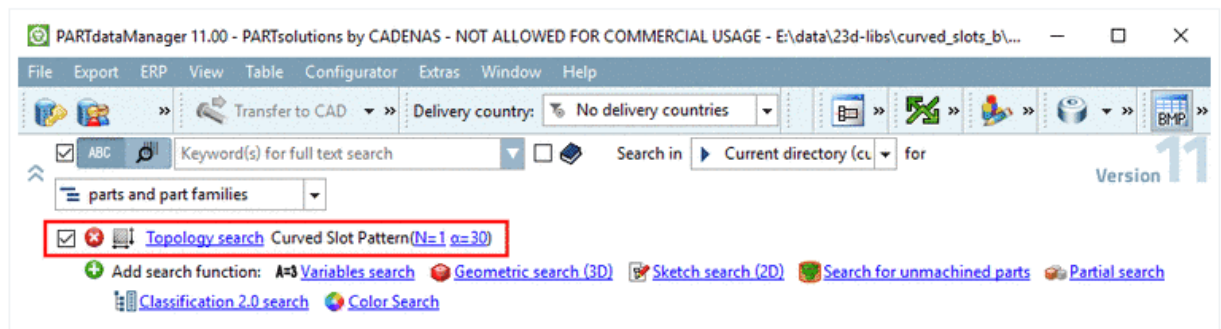 PARTdataManager 11.00 - PARTsolutions by CADENAS - NOT ALLOWED FOR COMMERCIAL USAGE - E:\data\23d-libs\curved_slots_b\...
File Export ERP View Table Configurator Extras Window Help
» Transfer to CAD » Delivery country: No delivery countries » » » » BMP »
ABC Keyword(s) for full text search Search in Current directory (cu for
Version 11
parts and part families
Topology search Curved Slot Pattern(N=1 α=30)
Add search function: A=3 Variables search Geometric search (3D) Sketch search (2D) Search for unmachined parts Partial search
Classification 2.0 search Color Search